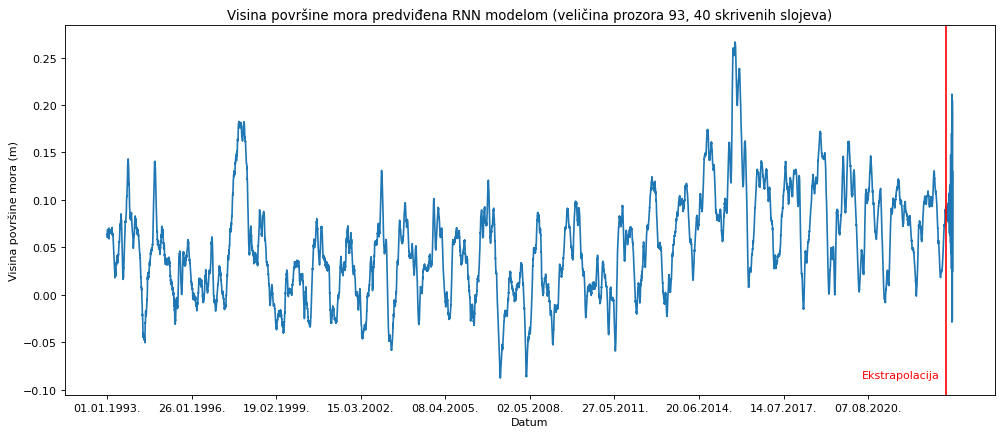 Visina površine mora predviđena RNN modelom (veličina prozora 93, 40 skrivenih slojeva)
Visina površine mora (m)
0.25
0.20
0.15
0.10
0.05
0.00
−0.05
−0.10
Ekstrapolacija
01.01.1993. 26.01.1996. 19.02.1999. 15.03.2002. 08.04.2005. 02.05.2008. 27.05.2011. 20.06.2014. 14.07.2017. 07.08.2020.
Datum